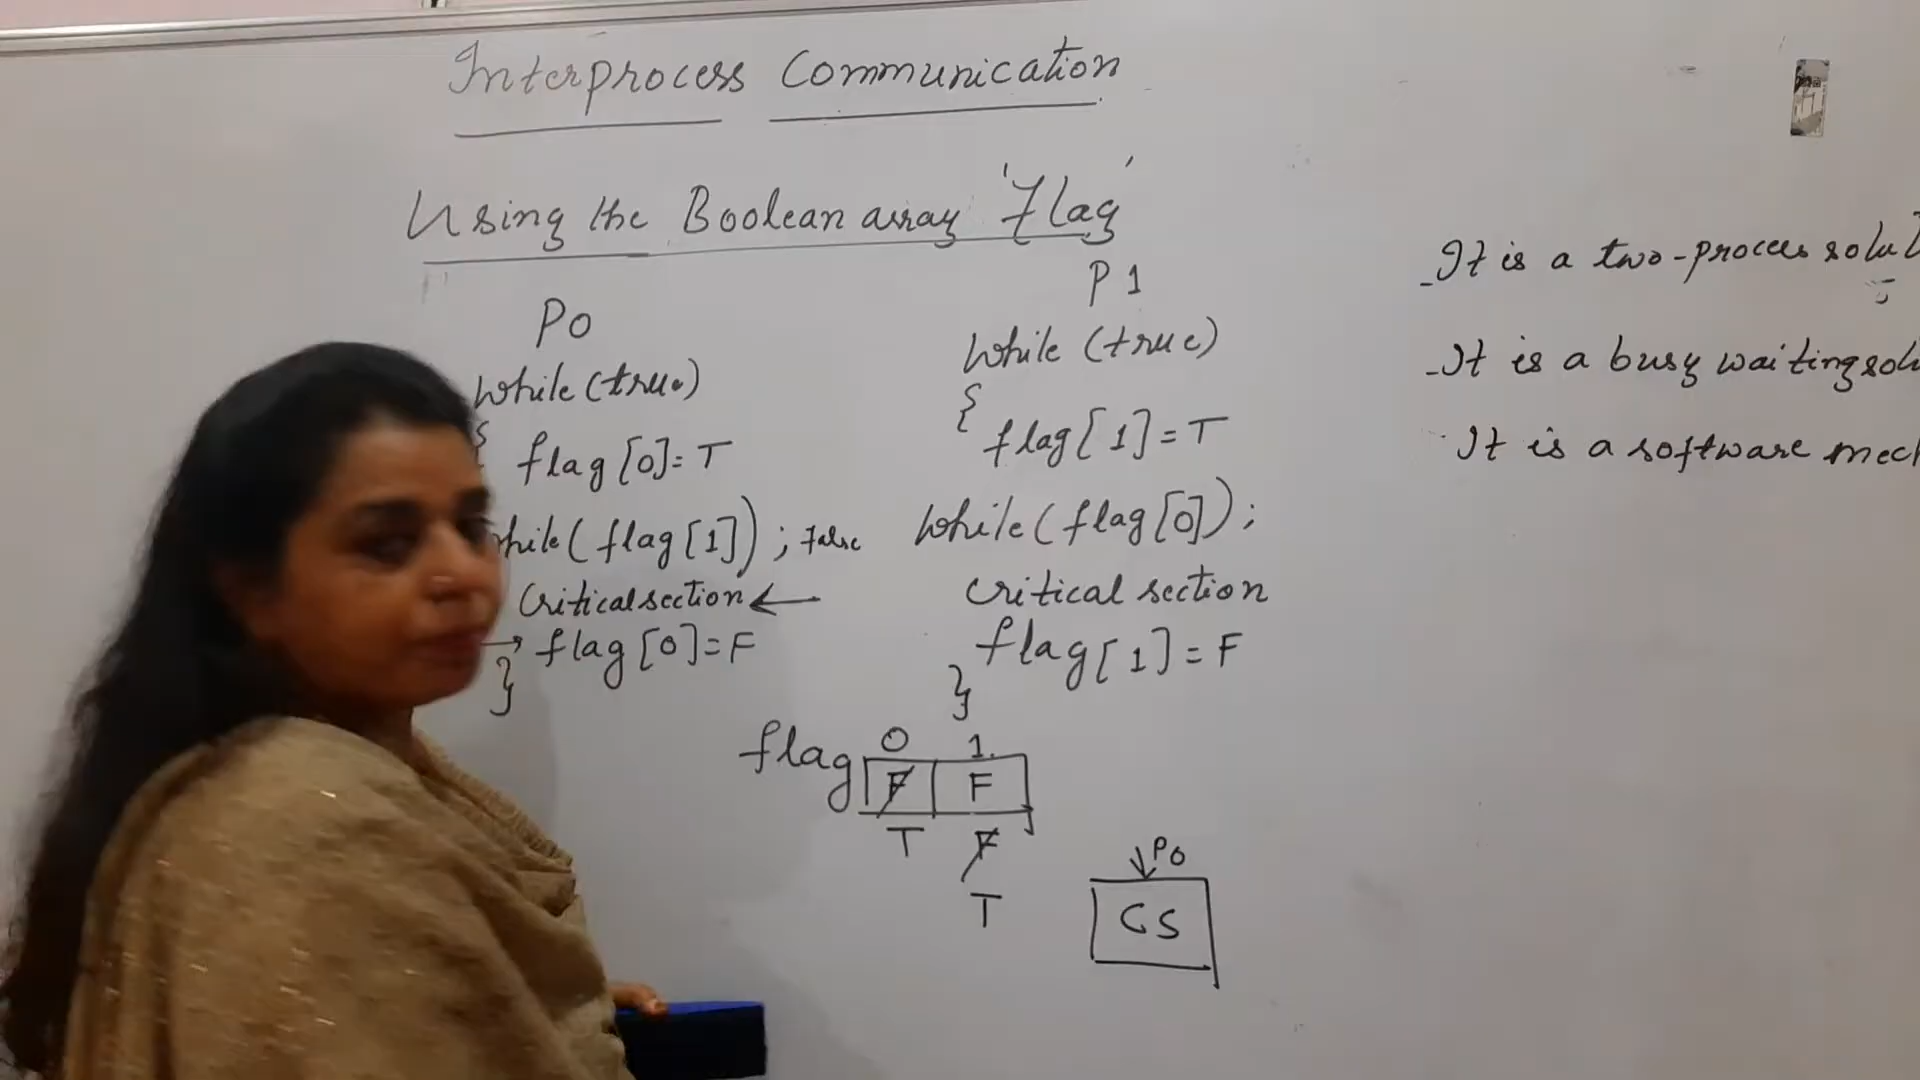 Interprocess Communication
Using the Boolean array 'Flag'
P0
while(true)
{
flag[0]=T
while(flag[1]); False
Critical section ←
→ flag[0]=F
}
P1
while (true)
{
flag[1]=T
while(flag[0]);
Critical section
flag[1]=F
}
flag
0 1.
F F
T F
T
↓P0
CS
-It is a two-process solut
-It is a busy waiting solu
It is a software mech